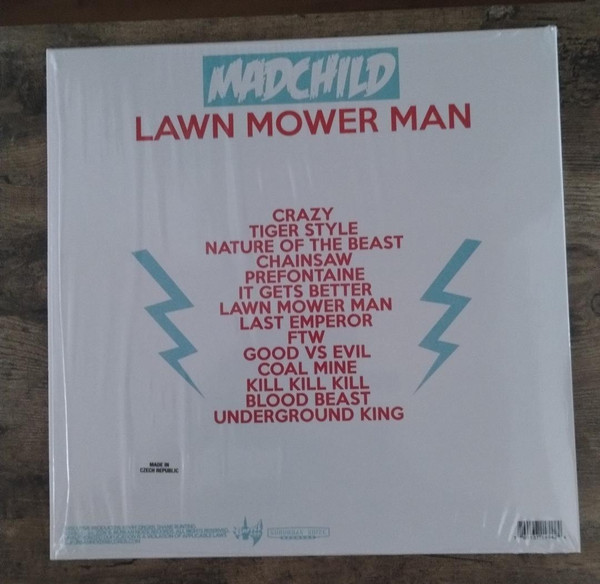 MADCHILD
LAWN MOWER MAN
CRAZY
TIGER STYLE
NATURE OF THE BEAST
CHAINSAW
PREFONTAINE
IT GETS BETTER
LAWN MOWER MAN
LAST EMPEROR
FTW
GOOD VS EVIL
COAL MINE
KILL KILL KILL
BLOOD BEAST
UNDERGROUND KING
MADE IN
CZECH REPUBLIC